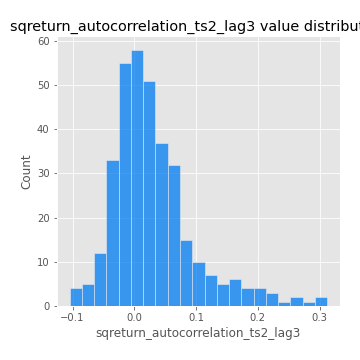 sqreturn_autocorrelation_ts2_lag3 value distribut
60
50
40
30
20
10
0
Count
−0.1 0.0 0.1 0.2 0.3
sqreturn_autocorrelation_ts2_lag3